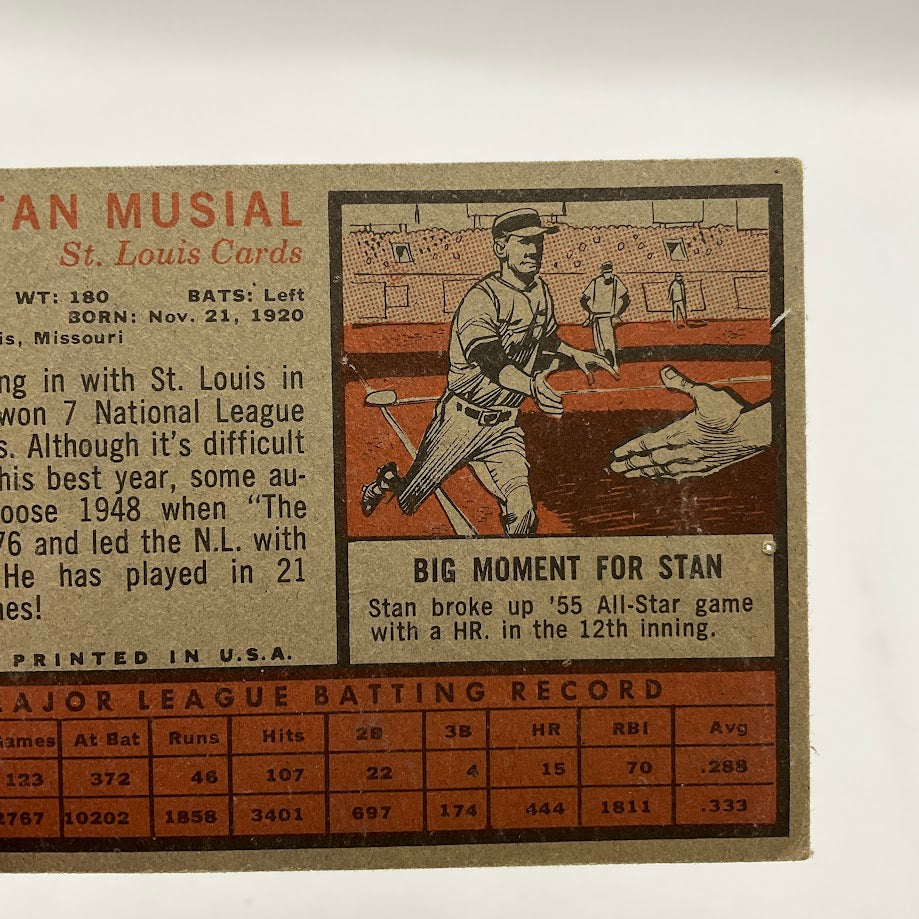 TAN MUSIAL
St. Louis Cards
WT: 180 BATS: Left
BORN: Nov. 21, 1920
is, Missouri
ng in with St. Louis in
won 7 National League
s. Although it's difficult
his best year, some au-
oose 1948 when "The
76 and led the N.L. with
He has played in 21
nes!
PRINTED IN U.S.A.
BIG MOMENT FOR STAN
Stan broke up '55 All-Star game
with a HR. in the 12th inning.
AJOR LEAGUE BATTING RECORD
Games At Bat Runs Hits 2B 3B HR RBI Avg
123 372 46 107 22 4 15 70 .288
2767 10202 1858 3401 697 174 444 1811 .333